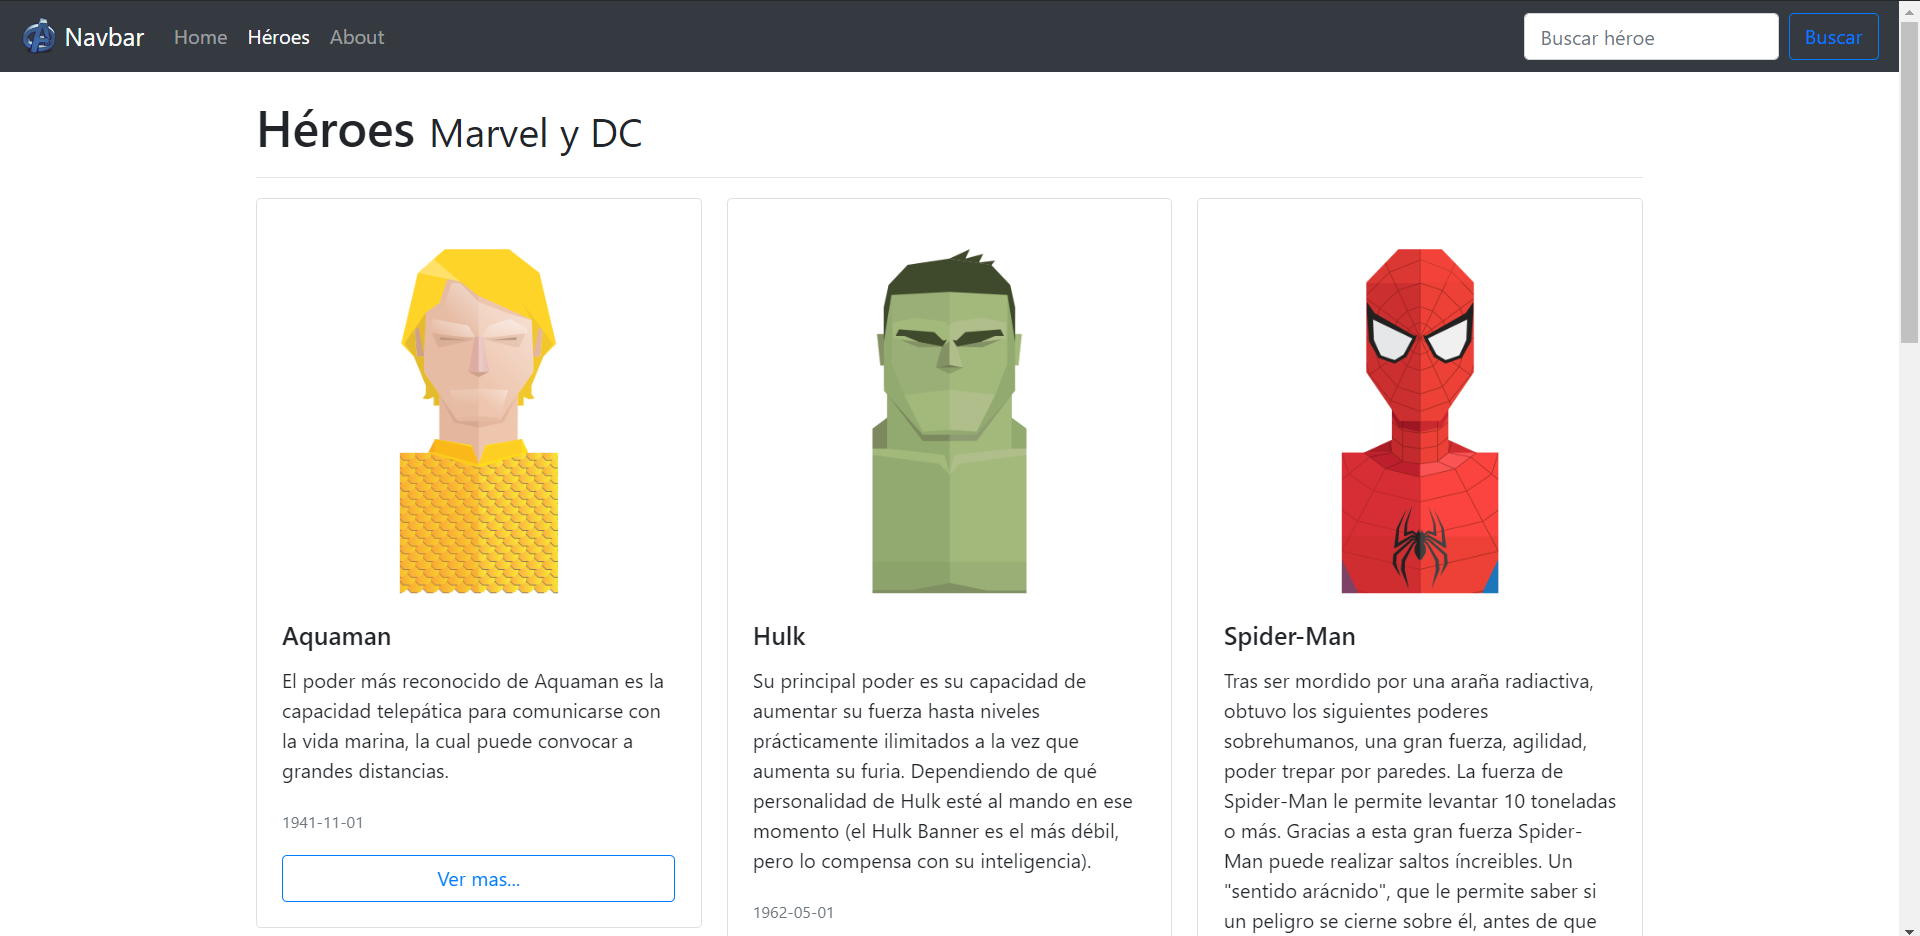 Navbar Home Héroes About Buscar héroe Buscar
Héroes Marvel y DC
Aquaman
El poder más reconocido de Aquaman es la
capacidad telepática para comunicarse con
la vida marina, la cual puede convocar a
grandes distancias.
1941-11-01
Ver mas...
Hulk
Su principal poder es su capacidad de
aumentar su fuerza hasta niveles
prácticamente ilimitados a la vez que
aumenta su furia. Dependiendo de qué
personalidad de Hulk esté al mando en ese
momento (el Hulk Banner es el más débil,
pero lo compensa con su inteligencia).
1962-05-01
Spider-Man
Tras ser mordido por una araña radiactiva,
obtuvo los siguientes poderes
sobrehumanos, una gran fuerza, agilidad,
poder trepar por paredes. La fuerza de
Spider-Man le permite levantar 10 toneladas
o más. Gracias a esta gran fuerza Spider-
Man puede realizar saltos íncreibles. Un
"sentido arácnido", que le permite saber si
un peligro se cierne sobre él, antes de que